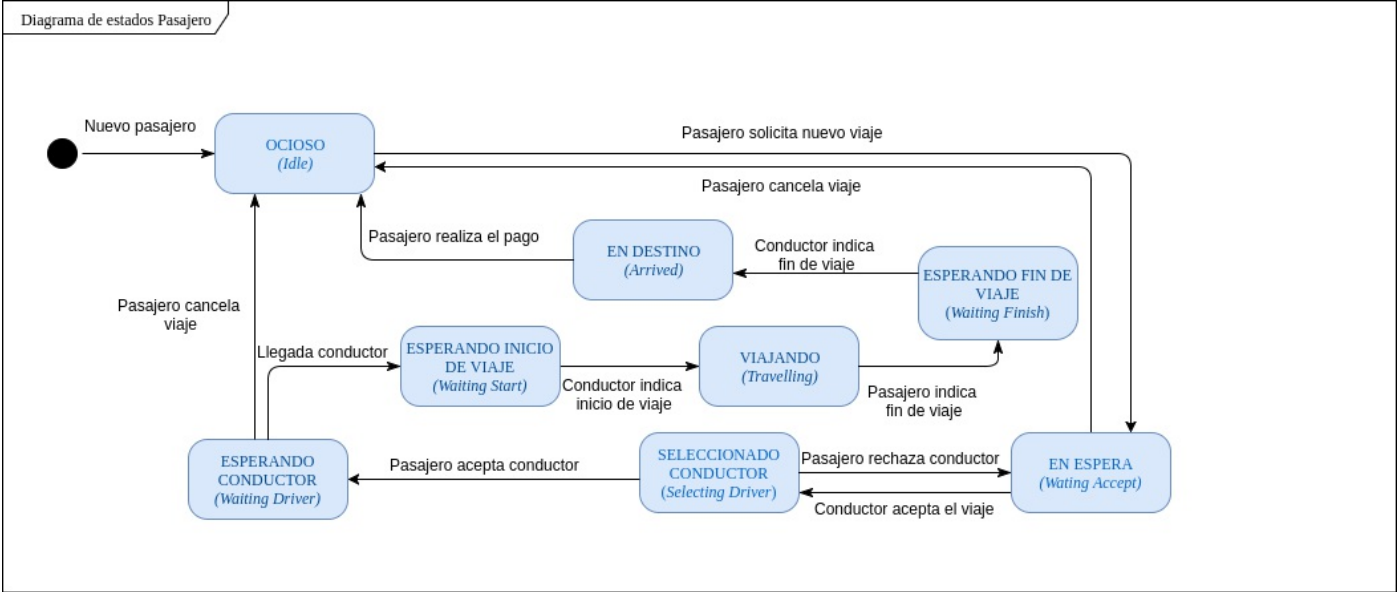 Diagrama de estados Pasajero
Nuevo pasajero
OCIOSO
(Idle)
Pasajero solicita nuevo viaje
Pasajero cancela viaje
Pasajero realiza el pago
EN DESTINO
(Arrived)
Conductor indica
fin de viaje
ESPERANDO FIN DE
VIAJE
(Waiting Finish)
Pasajero cancela
viaje
Llegada conductor
ESPERANDO INICIO
DE VIAJE
(Waiting Start)
Conductor indica
inicio de viaje
VIAJANDO
(Travelling)
Pasajero indica
fin de viaje
ESPERANDO
CONDUCTOR
(Waiting Driver)
Pasajero acepta conductor
SELECCIONADO
CONDUCTOR
(Selecting Driver)
Pasajero rechaza conductor
Conductor acepta el viaje
EN ESPERA
(Wating Accept)